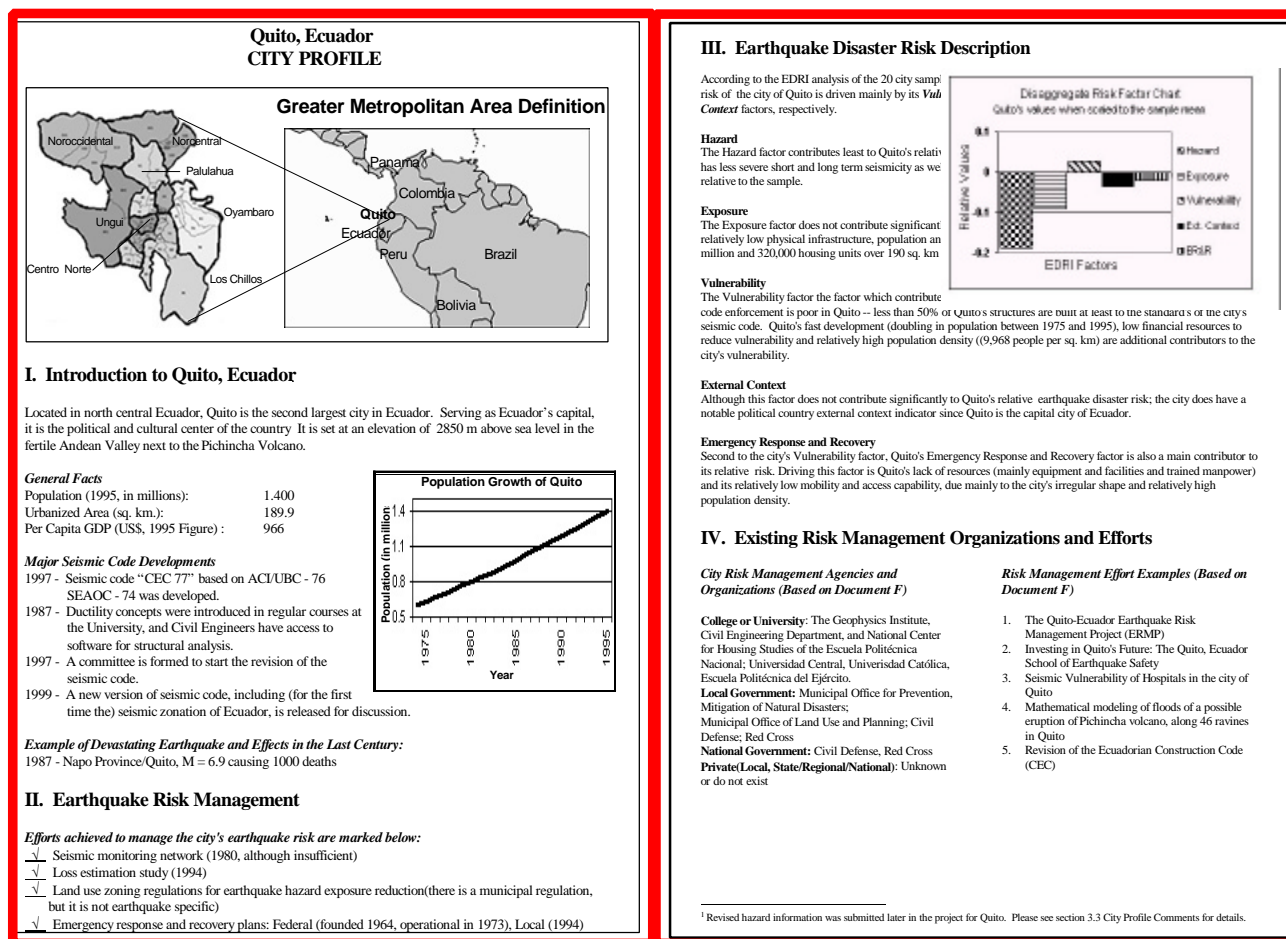 Quito, Ecuador
CITY PROFILE
Greater Metropolitan Area Definition
Noroccidental
Norcentral
Palulahua
Ungui
Oyambaro
Centro Norte
Los Chillos
Panama
Colombia
Quito
Ecuador
Peru
Brazil
Bolivia
I. Introduction to Quito, Ecuador
Located in north central Ecuador, Quito is the second largest city in Ecuador. Serving as Ecuador's capital,
it is the political and cultural center of the country It is set at an elevation of 2850 m above sea level in the
fertile Andean Valley next to the Pichincha Volcano.
General Facts
Population (1995, in millions): 1.400
Urbanized Area (sq. km.): 189.9
Per Capita GDP (US$, 1995 Figure) : 966
Major Seismic Code Developments
1997 - Seismic code “CEC 77” based on ACI/UBC - 76
SEAOC - 74 was developed.
1987 - Ductility concepts were introduced in regular courses at
the University, and Civil Engineers have access to
software for structural analysis.
1997 - A committee is formed to start the revision of the
seismic code.
1999 - A new version of seismic code, including (for the first
time the) seismic zonation of Ecuador, is released for discussion.
Population Growth of Quito
Population (in million
1.4
1.1
0.8
0.5
1975
1980
1985
1990
1995
Year
Example of Devastating Earthquake and Effects in the Last Century:
1987 - Napo Province/Quito, M = 6.9 causing 1000 deaths
II. Earthquake Risk Management
Efforts achieved to manage the city's earthquake risk are marked below:
√ Seismic monitoring network (1980, although insufficient)
√ Loss estimation study (1994)
√ Land use zoning regulations for earthquake hazard exposure reduction(there is a municipal regulation,
but it is not earthquake specific)
√ Emergency response and recovery plans: Federal (founded 1964, operational in 1973), Local (1994)
III. Earthquake Disaster Risk Description
According to the EDRI analysis of the 20 city sampl
risk of the city of Quito is driven mainly by its Vul
Context factors, respectively.
Hazard
The Hazard factor contributes least to Quito's relativ
has less severe short and long term seismicity as wel
relative to the sample.
Exposure
The Exposure factor does not contribute significant
relatively low physical infrastructure, population an
million and 320,000 housing units over 190 sq. km
Disaggregate Risk Factor Chart
Quito's values when scaled to the sample mean
Relative Values
0.1
0
-0.1
-0.2
EDRI Factors
Hazard
Exposure
Vulnerability
Ext. Context
ER&R
Vulnerability
The Vulnerability factor the factor which contribute
code enforcement is poor in Quito -- less than 50% of Quito's structures are built at least to the standard's of the city's
seismic code. Quito's fast development (doubling in population between 1975 and 1995), low financial resources to
reduce vulnerability and relatively high population density ((9,968 people per sq. km) are additional contributors to the
city's vulnerability.
External Context
Although this factor does not contribute significantly to Quito's relative earthquake disaster risk; the city does have a
notable political country external context indicator since Quito is the capital city of Ecuador.
Emergency Response and Recovery
Second to the city's Vulnerability factor, Quito's Emergency Response and Recovery factor is also a main contributor to
its relative risk. Driving this factor is Quito's lack of resources (mainly equipment and facilities and trained manpower)
and its relatively low mobility and access capability, due mainly to the city's irregular shape and relatively high
population density.
IV. Existing Risk Management Organizations and Efforts
City Risk Management Agencies and
Organizations (Based on Document F)
College or University: The Geophysics Institute,
Civil Engineering Department, and National Center
for Housing Studies of the Escuela Politécnica
Nacional; Universidad Central, Univerisdad Católica,
Escuela Politécnica del Ejército.
Local Government: Municipal Office for Prevention,
Mitigation of Natural Disasters;
Municipal Office of Land Use and Planning; Civil
Defense; Red Cross
National Government: Civil Defense, Red Cross
Private(Local, State/Regional/National): Unknown
or do not exist
Risk Management Effort Examples (Based on
Document F)
1. The Quito-Ecuador Earthquake Risk
Management Project (ERMP)
2. Investing in Quito's Future: The Quito, Ecuador
School of Earthquake Safety
3. Seismic Vulnerability of Hospitals in the city of
Quito
4. Mathematical modeling of floods of a possible
eruption of Pichincha volcano, along 46 ravines
in Quito
5. Revision of the Ecuadorian Construction Code
(CEC)
1 Revised hazard information was submitted later in the project for Quito. Please see section 3.3 City Profile Comments for details.